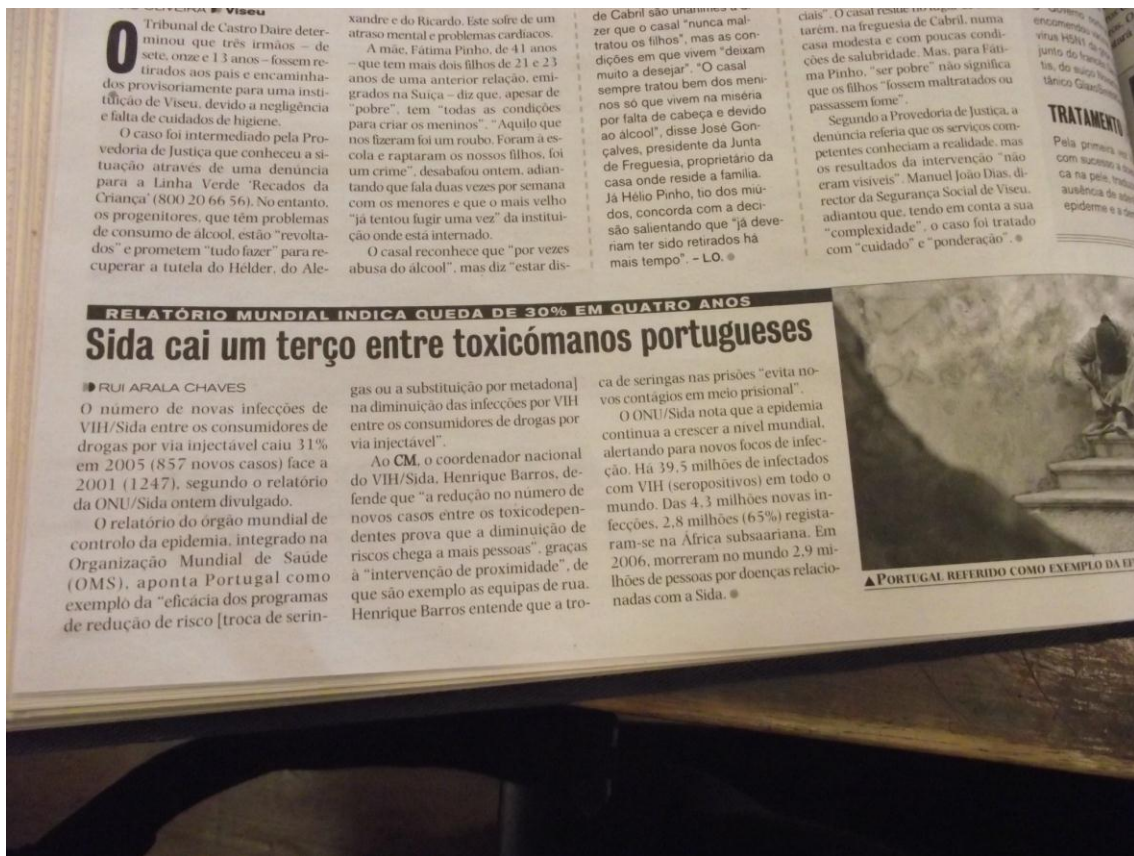 OLIVEIRA Viseu
O Tribunal de Castro Daire deter-
minou que três irmãos – de
sete, onze e 13 anos – fossem re-
tirados aos pais e encaminha-
dos provisoriamente para uma insti-
tuição de Viseu, devido a negligência
e falta de cuidados de higiene.
O caso foi intermediado pela Pro-
vedoria de Justiça que conheceu a si-
tuação através de uma denúncia
para a Linha Verde 'Recados da
Criança' (800 20 66 56). No entanto,
os progenitores, que têm problemas
de consumo de álcool, estão "revolta-
dos" e prometem "tudo fazer" para re-
cuperar a tutela do Hélder, do Ale-
xandre e do Ricardo. Este sofre de um
atraso mental e problemas cardíacos.
A mãe, Fátima Pinho, de 41 anos
– que tem mais dois filhos de 21 e 23
anos de uma anterior relação, emi-
grados na Suíça – diz que, apesar de
"pobre", tem "todas as condições
para criar os meninos". "Aquilo que
nos fizeram foi um roubo. Foram à es-
cola e raptaram os nossos filhos, foi
um crime", desabafou ontem, adian-
tando que fala duas vezes por semana
com os menores e que o mais velho
"já tentou fugir uma vez" da institui-
ção onde está internado.
O casal reconhece que "por vezes
abusa do álcool", mas diz "estar dis-
de Cabril são unânimes a di-
zer que o casal "nunca mal-
tratou os filhos", mas as con-
dições em que vivem "deixam
muito a desejar". "O casal
sempre tratou bem dos meni-
nos só que vivem na miséria
por falta de cabeça e devido
ao álcool", disse José Gon-
çalves, presidente da Junta
de Freguesia, proprietário da
casa onde reside a família.
Já Hélio Pinho, tio dos miú-
dos, concorda com a deci-
são salientando que "já deve-
riam ter sido retirados há
mais tempo". – L.O.
ciais". O casal reside no
tarém, na freguesia de Cabril, numa
casa modesta e com poucas condi-
ções de salubridade. Mas, para Fáti-
ma Pinho, "ser pobre" não significa
que os filhos "fossem maltratados ou
passassem fome".
Segundo a Provedoria de Justiça, a
denúncia referia que os serviços com-
petentes conheciam a realidade, mas
os resultados da intervenção "não
eram visíveis". Manuel João Dias, di-
rector da Segurança Social de Viseu,
adiantou que, tendo em conta a sua
"complexidade", o caso foi tratado
com "cuidado" e "ponderação".
encomendou
vírus H5N1
junto do
tis, do suíço
tânico
TRATAMENTO
Pela primeira
com sucesso a
ca na pele,
ausência de
epiderme e a
RELATÓRIO MUNDIAL INDICA QUEDA DE 30% EM QUATRO ANOS
Sida cai um terço entre toxicómanos portugueses
RUI ARALA CHAVES
O número de novas infecções de
VIH/Sida entre os consumidores de
drogas por via injectável caiu 31%
em 2005 (857 novos casos) face a
2001 (1247), segundo o relatório
da ONU/Sida ontem divulgado.
O relatório do órgão mundial de
controlo da epidemia, integrado na
Organização Mundial de Saúde
(OMS), aponta Portugal como
exemplo da "eficácia dos programas
de redução de risco [troca de serin-
gas ou a substituição por metadona]
na diminuição das infecções por VIH
entre os consumidores de drogas por
via injectável".
Ao CM, o coordenador nacional
do VIH/Sida, Henrique Barros, de-
fende que "a redução no número de
novos casos entre os toxicodepen-
dentes prova que a diminuição de
riscos chega a mais pessoas", graças
à "intervenção de proximidade", de
que são exemplo as equipas de rua.
Henrique Barros entende que a tro-
ca de seringas nas prisões "evita no-
vos contágios em meio prisional".
O ONU/Sida nota que a epidemia
continua a crescer a nível mundial,
alertando para novos focos de infec-
ção. Há 39,5 milhões de infectados
com VIH (seropositivos) em todo o
mundo. Das 4,3 milhões novas in-
fecções, 2,8 milhões (65%) regista-
ram-se na África subsaariana. Em
2006, morreram no mundo 2,9 mi-
lhões de pessoas por doenças relacio-
nadas com a Sida.
PORTUGAL REFERIDO COMO EXEMPLO DA